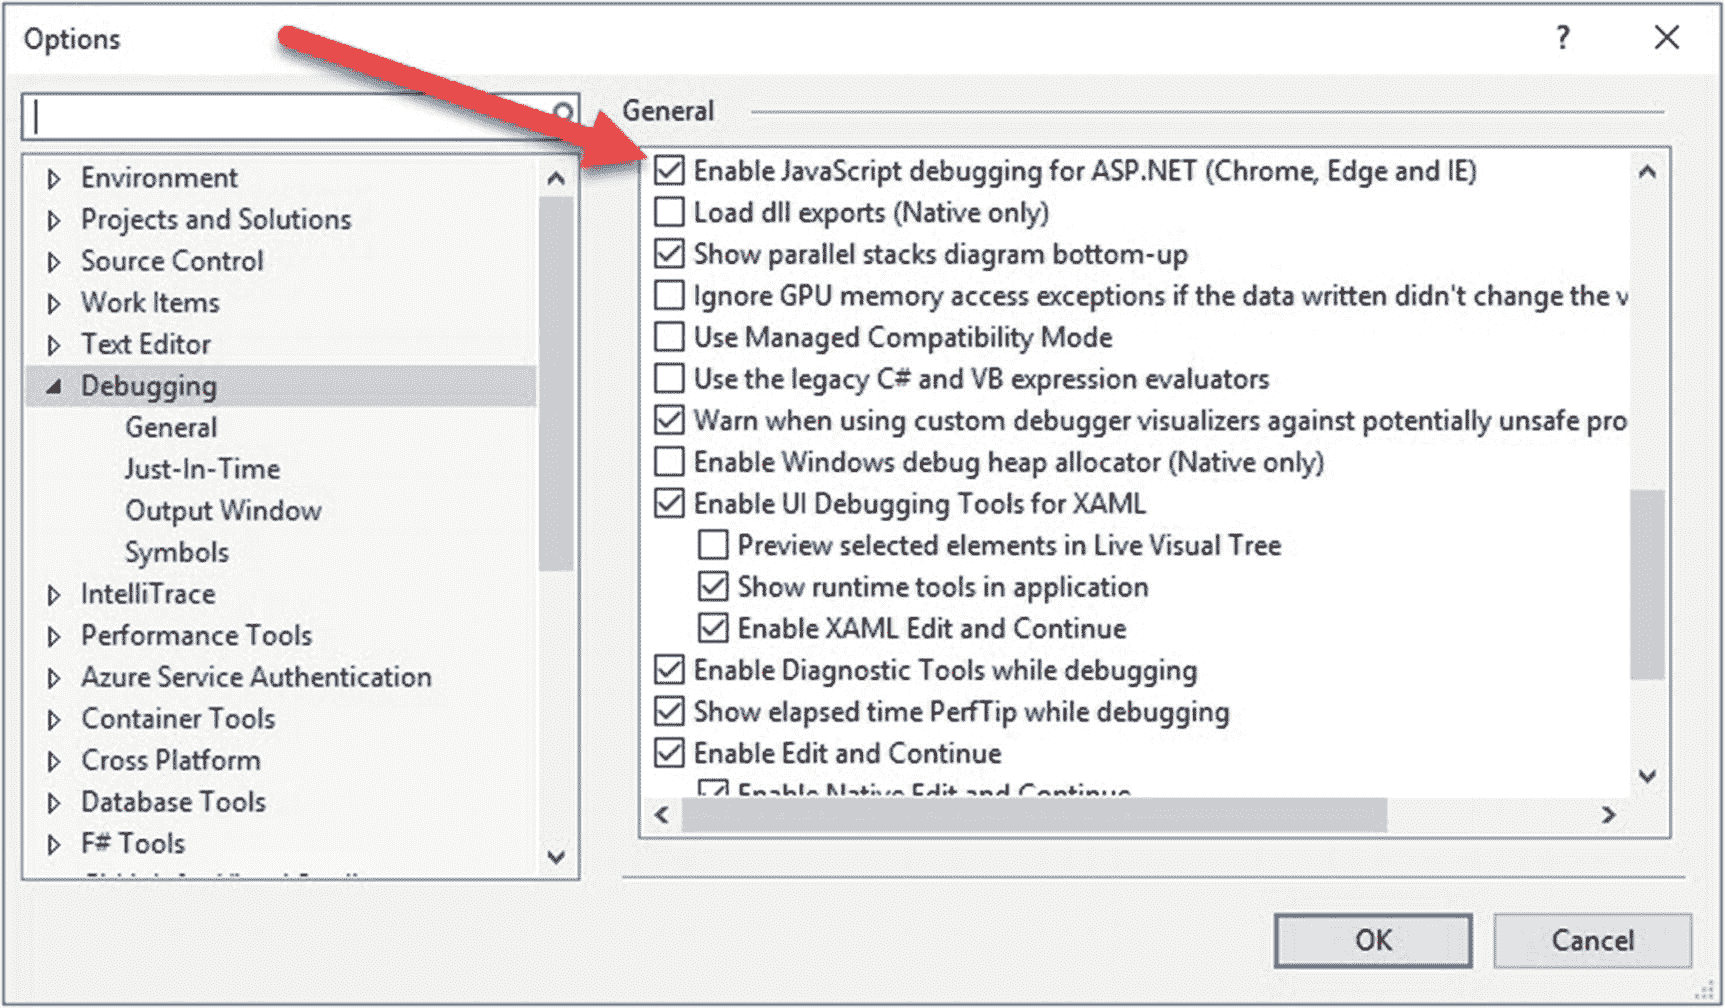 Options
?
General
Environment
Projects and Solutions
Source Control
Work Items
Text Editor
Debugging
General
Just-In-Time
Output Window
Symbols
IntelliTrace
Performance Tools
Azure Service Authentication
Container Tools
Cross Platform
Database Tools
F# Tools
Enable JavaScript debugging for ASP.NET (Chrome, Edge and IE)
Load dll exports (Native only)
Show parallel stacks diagram bottom-up
Ignore GPU memory access exceptions if the data written didn't change the v
Use Managed Compatibility Mode
Use the legacy C# and VB expression evaluators
Warn when using custom debugger visualizers against potentially unsafe pro
Enable Windows debug heap allocator (Native only)
Enable UI Debugging Tools for XAML
Preview selected elements in Live Visual Tree
Show runtime tools in application
Enable XAML Edit and Continue
Enable Diagnostic Tools while debugging
Show elapsed time PerfTip while debugging
Enable Edit and Continue
Enable Native Edit and Continue
OK
Cancel